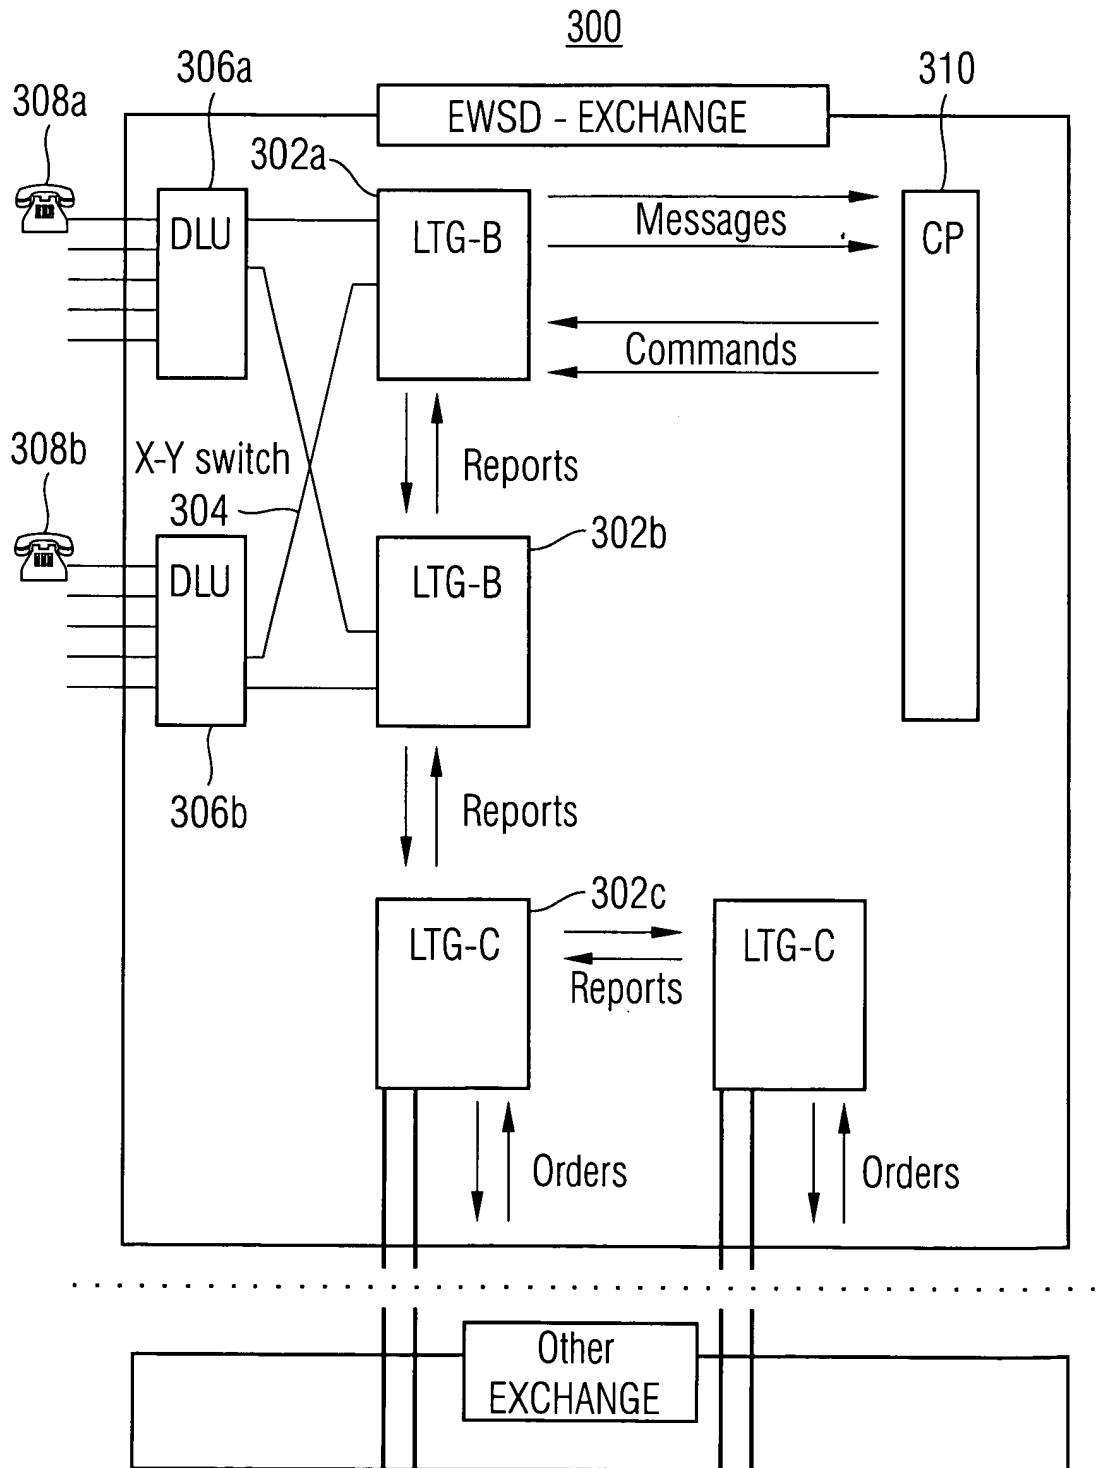 300
306a
310
308a
EWSD - EXCHANGE
302a
DLU
LTG-B
Messages
CP
Commands
308b
X-Y switch
Reports
304
302b
DLU
LTG-B
306b
Reports
302c
LTG-C
LTG-C
Reports
Orders
Orders
Other
EXCHANGE